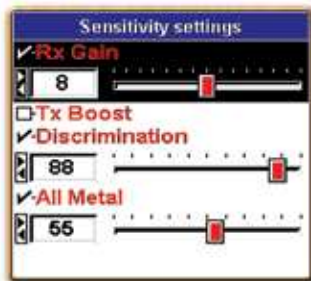 Sensitivity settings
Rx Gain
8
Tx Boost
Discrimination
88
All Metal
55